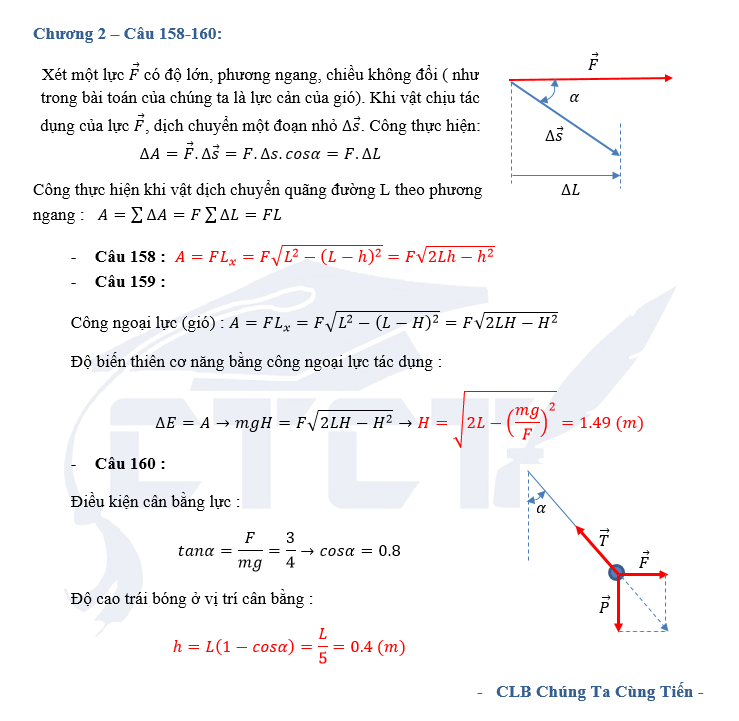 Chương 2 – Câu 158-160:
Xét một lực $\vec{F}$ có độ lớn, phương ngang, chiều không đổi ( như
trong bài toán của chúng ta là lực cản của gió). Khi vật chịu tác
dụng của lực $\vec{F}$, dịch chuyển một đoạn nhỏ $\Delta\vec{s}$. Công thực hiện:
$\Delta A = \vec{F}.\Delta\vec{s} = F.\Delta s.cos\alpha = F.\Delta L$
Công thực hiện khi vật dịch chuyển quãng đường L theo phương
ngang : $A = \sum \Delta A = F \sum \Delta L = FL$
$\vec{F}$
$\alpha$
$\Delta\vec{s}$
$\Delta L$
- Câu 158 : $A = FL_x = F\sqrt{L^2 - (L - h)^2} = F\sqrt{2Lh - h^2}$
- Câu 159 :
Công ngoại lực (gió) : $A = FL_x = F\sqrt{L^2 - (L - H)^2} = F\sqrt{2LH - H^2}$
Độ biến thiên cơ năng bằng công ngoại lực tác dụng :
$\Delta E = A \rightarrow mgH = F\sqrt{2LH - H^2} \rightarrow H = \sqrt{2L - \left(\frac{mg}{F}\right)^2} = 1.49\ (m)$
- Câu 160 :
Điều kiện cân bằng lực :
$tan\alpha = \frac{F}{mg} = \frac{3}{4} \rightarrow cos\alpha = 0.8$
Độ cao trái bóng ở vị trí cân bằng :
$h = L(1 - cos\alpha) = \frac{L}{5} = 0.4\ (m)$
$\alpha$
$\vec{T}$
$\vec{F}$
$\vec{P}$
- CLB Chúng Ta Cùng Tiến -
CTCT